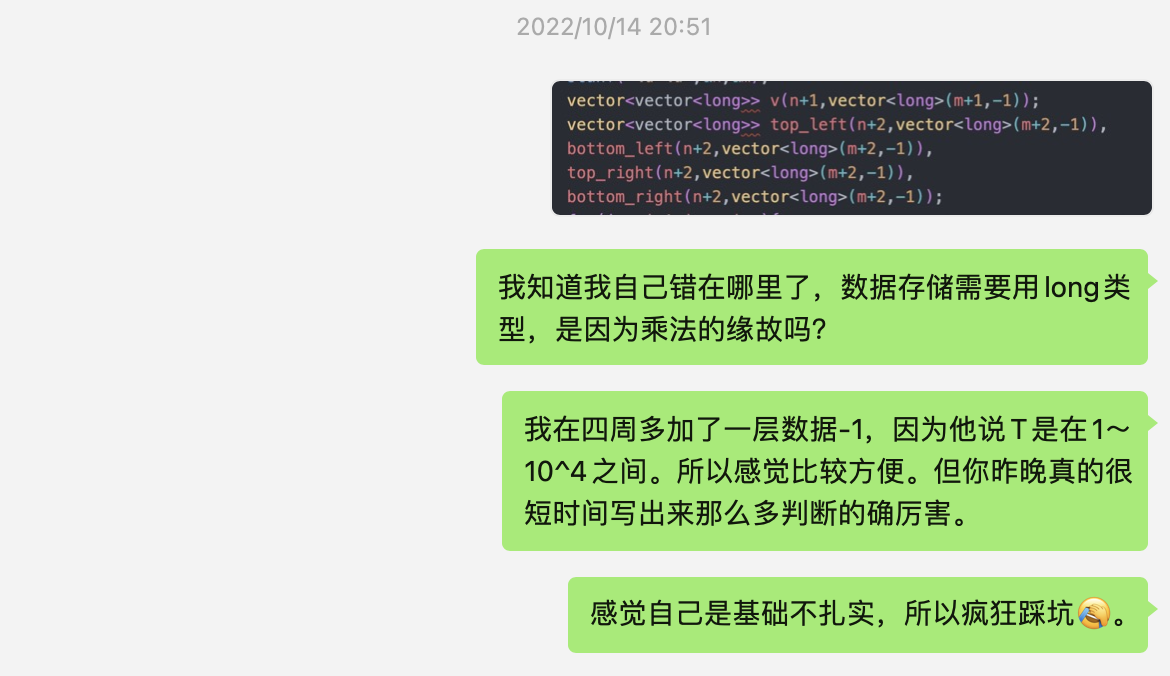 2022/10/14 20:51
vector<vector<long>> v(n+1,vector<long>(m+1,-1));
vector<vector<long>> top_left(n+2,vector<long>(m+2,-1)),
bottom_left(n+2,vector<long>(m+2,-1)),
top_right(n+2,vector<long>(m+2,-1)),
bottom_right(n+2,vector<long>(m+2,-1));
我知道我自己错在哪里了，数据存储需要用long类
型，是因为乘法的缘故吗?
我在四周多加了一层数据-1，因为他说T是在1～
10^4之间。所以感觉比较方便。但你昨晚真的很
短时间写出来那么多判断的确厉害。
感觉自己是基础不扎实，所以疯狂踩坑🤣。